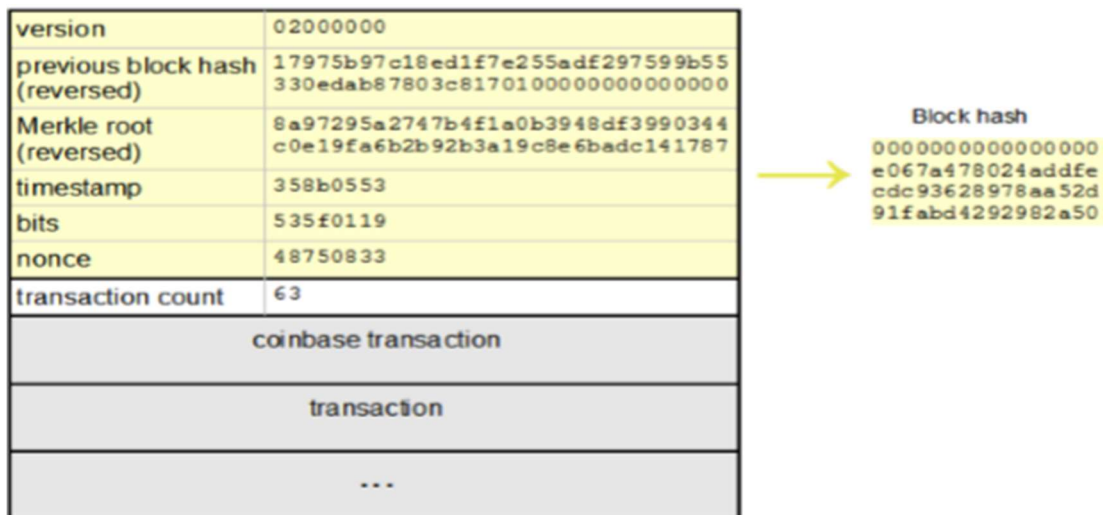 version 02000000
previous block hash 17975b97c18ed1f7e255adf297599b55
(reversed) 330edab87803c81701000000000000000
Merkle root 8a97295a2747b4f1a0b3948df3990344
(reversed) c0e19fa6b2b92b3a19c8e6badc141787
timestamp 358b0553
bits 535f0119
nonce 48750833
transaction count 63
coinbase transaction
transaction
...
Block hash
0000000000000000
e067a478024addfe
cdc93628978aa52d
91fabd4292982a50